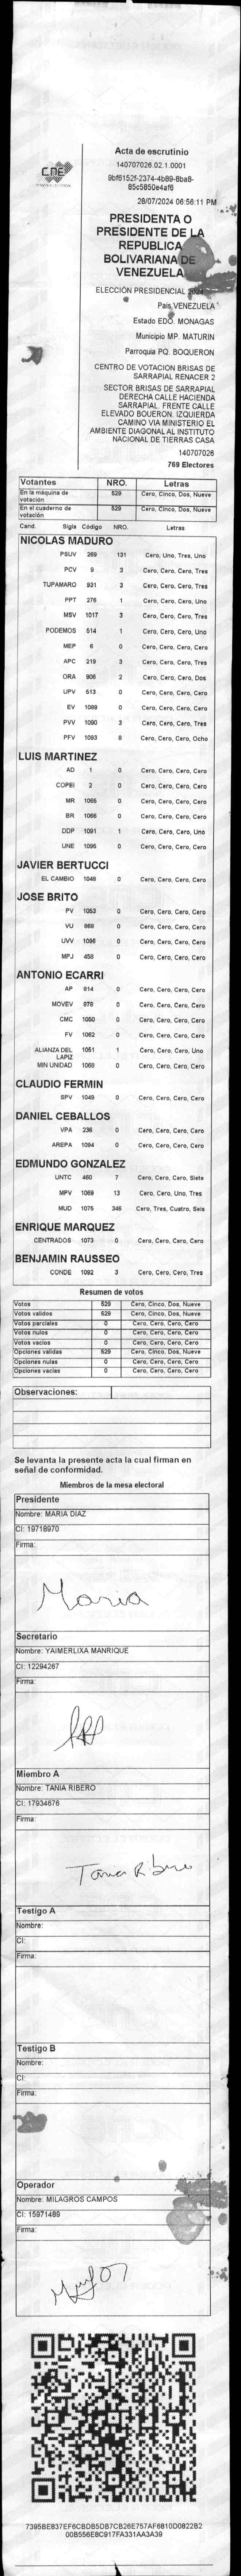 CNE
Acta de escrutinio
140707026.02.1.0001
9bf6152f-2374-4b89-8ba8-
85c5850e4af6
28/07/2024 06:56:11 PM
PRESIDENTA O
PRESIDENTE DE LA
REPUBLICA
BOLIVARIANA DE
VENEZUELA
ELECCIÓN PRESIDENCIAL 2024
País VENEZUELA
Estado EDO. MONAGAS
Municipio MP. MATURIN
Parroquia PQ. BOQUERON
CENTRO DE VOTACION BRISAS DE
SARRAPIAL RENACER 2
SECTOR BRISAS DE SARRAPIAL
DERECHA CALLE HACIENDA
SARRAPIAL. FRENTE CALLE
ELEVADO BOUERON. IZQUIERDA
CAMINO VIA MINISTERIO EL
AMBIENTE DIAGONAL AL INSTITUTO
NACIONAL DE TIERRAS CASA
140707026
769 Electores
Votantes NRO. Letras
En la máquina de votación 529 Cero, Cinco, Dos, Nueve
En el cuaderno de votación 529 Cero, Cinco, Dos, Nueve
Cand. Sigla Código NRO. Letras
NICOLAS MADURO
PSUV 269 131 Cero, Uno, Tres, Uno
PCV 9 3 Cero, Cero, Cero, Tres
TUPAMARO 931 3 Cero, Cero, Cero, Tres
PPT 276 1 Cero, Cero, Cero, Uno
MSV 1017 3 Cero, Cero, Cero, Tres
PODEMOS 514 1 Cero, Cero, Cero, Uno
MEP 6 0 Cero, Cero, Cero, Cero
APC 219 3 Cero, Cero, Cero, Tres
ORA 906 2 Cero, Cero, Cero, Dos
UPV 513 0 Cero, Cero, Cero, Cero
EV 1089 0 Cero, Cero, Cero, Cero
PVV 1090 3 Cero, Cero, Cero, Tres
PFV 1093 8 Cero, Cero, Cero, Ocho
LUIS MARTINEZ
AD 1 0 Cero, Cero, Cero, Cero
COPEI 2 0 Cero, Cero, Cero, Cero
MR 1065 0 Cero, Cero, Cero, Cero
BR 1066 0 Cero, Cero, Cero, Cero
DDP 1091 1 Cero, Cero, Cero, Uno
UNE 1095 0 Cero, Cero, Cero, Cero
JAVIER BERTUCCI
EL CAMBIO 1048 0 Cero, Cero, Cero, Cero
JOSE BRITO
PV 1053 0 Cero, Cero, Cero, Cero
VU 868 0 Cero, Cero, Cero, Cero
UVV 1096 0 Cero, Cero, Cero, Cero
MPJ 458 0 Cero, Cero, Cero, Cero
ANTONIO ECARRI
AP 814 0 Cero, Cero, Cero, Cero
MOVEV 878 0 Cero, Cero, Cero, Cero
CMC 1050 0 Cero, Cero, Cero, Cero
FV 1062 0 Cero, Cero, Cero, Cero
ALIANZA DEL LAPIZ 1051 1 Cero, Cero, Cero, Uno
MIN UNIDAD 1068 0 Cero, Cero, Cero, Cero
CLAUDIO FERMIN
SPV 1049 0 Cero, Cero, Cero, Cero
DANIEL CEBALLOS
VPA 236 0 Cero, Cero, Cero, Cero
AREPA 1094 0 Cero, Cero, Cero, Cero
EDMUNDO GONZALEZ
UNTC 460 7 Cero, Cero, Cero, Siete
MPV 1069 13 Cero, Cero, Uno, Tres
MUD 1075 346 Cero, Tres, Cuatro, Seis
ENRIQUE MARQUEZ
CENTRADOS 1073 0 Cero, Cero, Cero, Cero
BENJAMIN RAUSSEO
CONDE 1092 3 Cero, Cero, Cero, Tres
Resumen de votos
Votos 529 Cero, Cinco, Dos, Nueve
Votos validos 529 Cero, Cinco, Dos, Nueve
Votos parciales 0 Cero, Cero, Cero, Cero
Votos nulos 0 Cero, Cero, Cero, Cero
Votos vacios 0 Cero, Cero, Cero, Cero
Opciones validas 529 Cero, Cinco, Dos, Nueve
Opciones nulas 0 Cero, Cero, Cero, Cero
Opciones vacias 0 Cero, Cero, Cero, Cero
Observaciones:
Se levanta la presente acta la cual firman en
señal de conformidad.
Miembros de la mesa electoral
Presidente
Nombre: MARIA DIAZ
CI: 19718970
Firma:
Maria
Secretario
Nombre: YAIMERLIXA MANRIQUE
CI: 12294267
Firma:
Miembro A
Nombre: TANIA RIBERO
CI: 17934676
Firma:
Tania Ribero
Testigo A
Nombre:
CI:
Firma:
Testigo B
Nombre:
CI:
Firma:
Operador
Nombre: MILAGROS CAMPOS
CI: 15971489
Firma:
7395BE837EF6CBDB5DB7CB26E757AF6810D0822B2
00B556E8C917FA331AA3A39